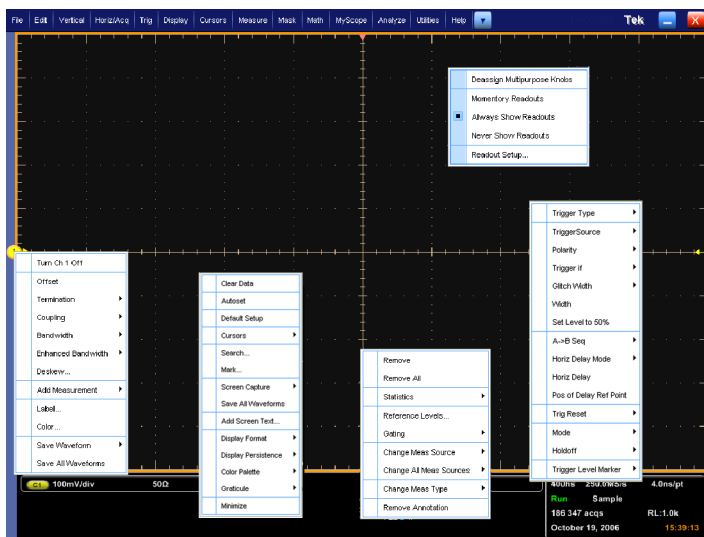 File Edit Vertical Horiz/Acq Trig Display Cursors Measure Mask Math MyScope Analyze Utilities Help Tek
Deassign Multipurpose Knobs
Momentory Readouts
Always Show Readouts
Never Show Readouts
Readout Setup...
Trigger Type
TriggerSource
Polarity
Trigger if
Glitch Width
Width
Set Level to 50%
A->B Seq
Horiz Delay Mode
Horiz Delay
Pos of Delay Ref Point
Trig Reset
Mode
Holdoff
Trigger Level Marker
Turn Ch 1 Off
Offset
Termination
Coupling
Bandwidth
Enhanced Bandwidth
Deskew...
Add Measurement
Label...
Color...
Save Waveform
Save All Waveforms
Clear Data
Autoset
Default Setup
Cursors
Search...
Mark...
Screen Capture
Save All Waveforms
Add Screen Text...
Display Format
Display Persistence
Color Palette
Graticule
Minimize
Remove
Remove All
Statistics
Reference Levels...
Gating
Change Meas Source
Change All Meas Sources
Change Meas Type
Remove Annotation
C1 100mV/div 50Ω
400ns 250.0MS/s 4.0ns/pt
Run Sample
186 347 acqs RL:1.0k
October 19, 2006 15:39:13